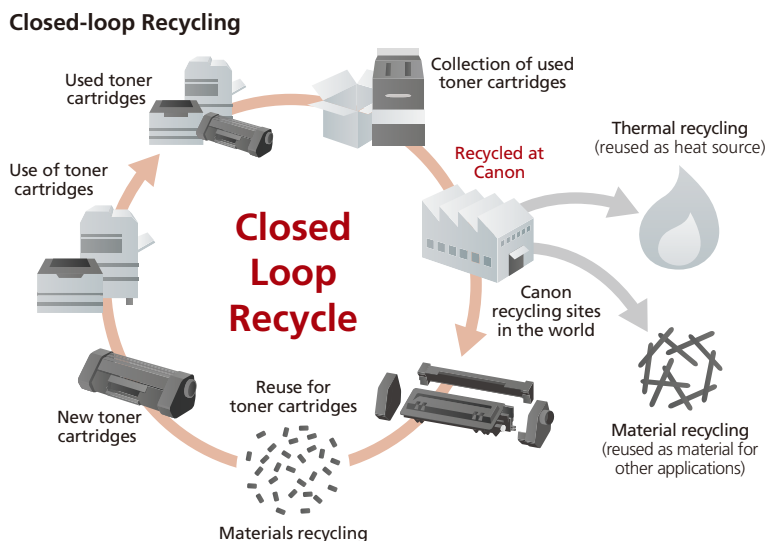 Closed-loop Recycling
Used toner
cartridges
Collection of used
toner cartridges
Thermal recycling
(reused as heat source)
Recycled at
Canon
Use of toner
cartridges
Closed
Loop
Recycle
Canon
recycling sites
in the world
Reuse for
toner cartridges
New toner
cartridges
Material recycling
(reused as material for
other applications)
Materials recycling